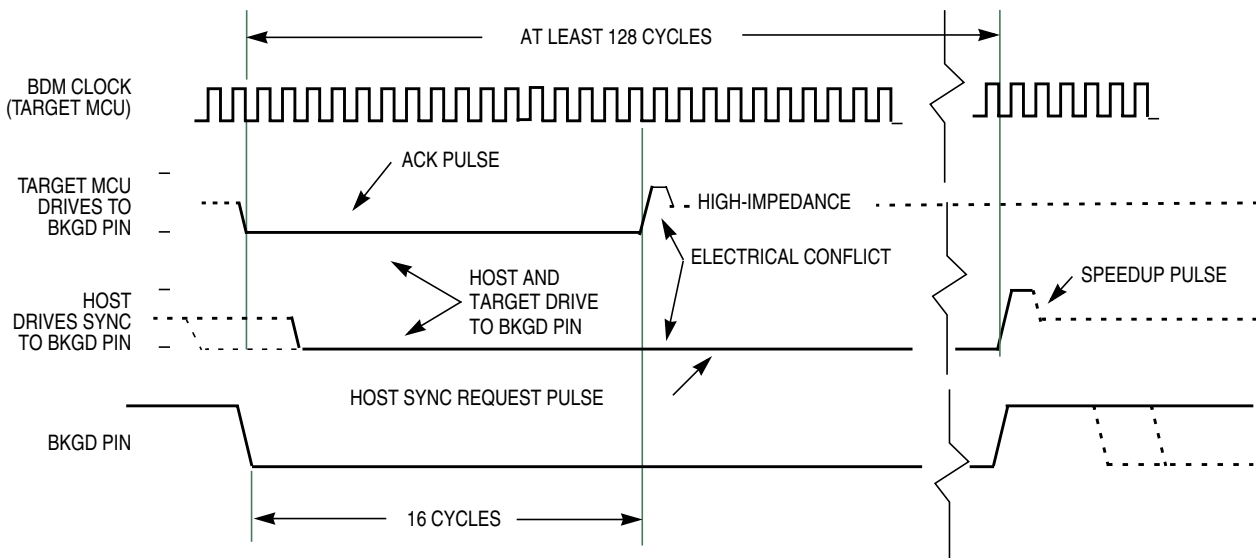 AT LEAST 128 CYCLES
BDM CLOCK
(TARGET MCU)
ACK PULSE
TARGET MCU
DRIVES TO
BKGD PIN
HIGH-IMPEDANCE
ELECTRICAL CONFLICT
HOST AND
TARGET DRIVE
TO BKGD PIN
SPEEDUP PULSE
HOST
DRIVES SYNC
TO BKGD PIN
HOST SYNC REQUEST PULSE
BKGD PIN
16 CYCLES